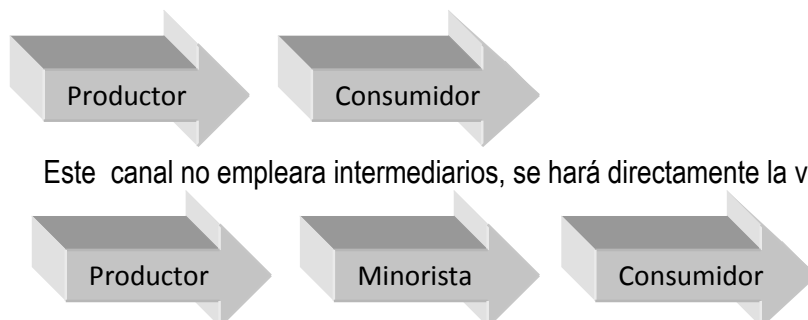 Productor Consumidor
Este canal no empleara intermediarios, se hará directamente la v
Productor Minorista Consumidor